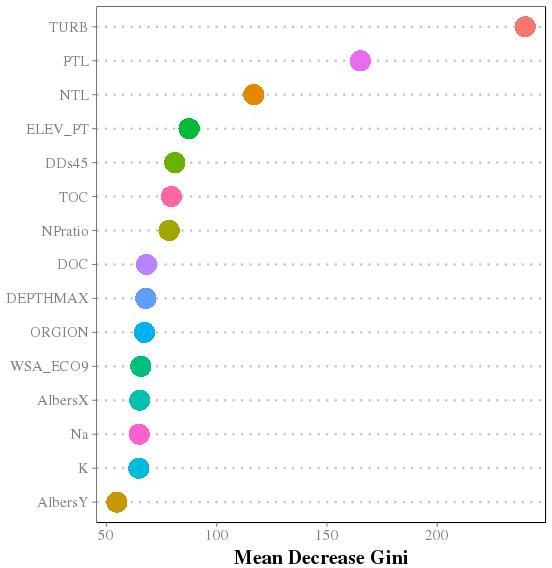 TURB
PTL
NTL
ELEV_PT
DDs45
TOC
NPratio
DOC
DEPTHMAX
ORGION
WSA_ECO9
AlbersX
Na
K
AlbersY
50 100 150 200
Mean Decrease Gini